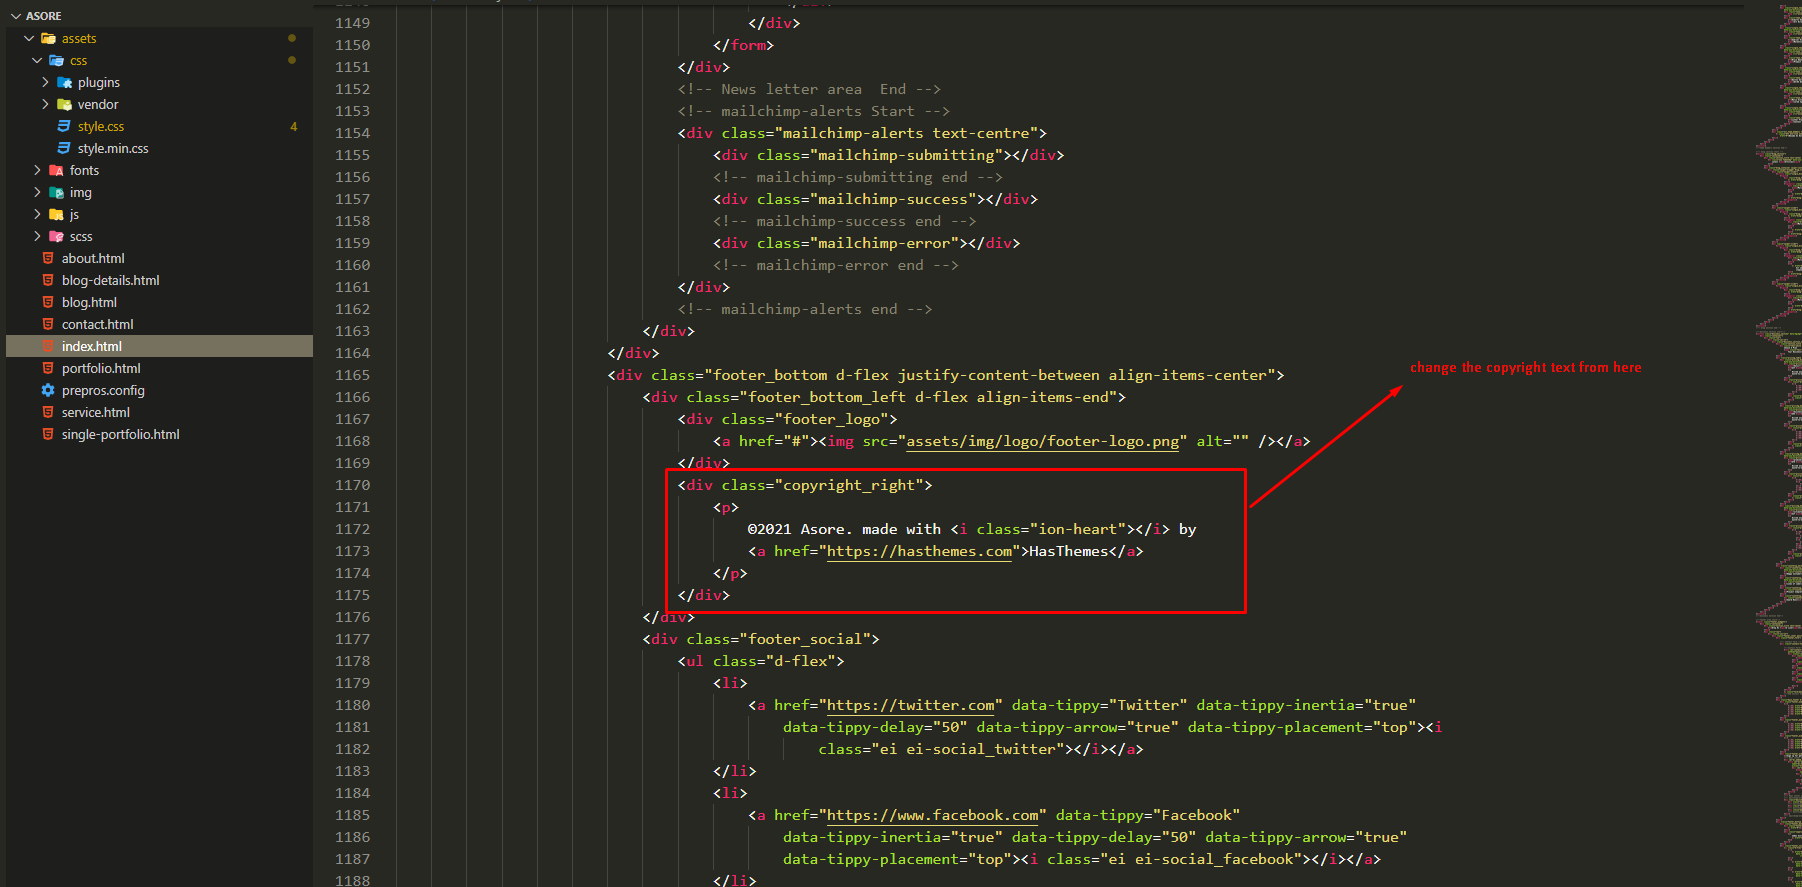 ASORE
assets
css
plugins
vendor
style.css 4
style.min.css
fonts
img
js
scss
about.html
blog-details.html
blog.html
contact.html
index.html
portfolio.html
prepros.config
service.html
single-portfolio.html
1149 </div>
1150 </form>
1151 </div>
1152 <!-- News letter area  End -->
1153 <!-- mailchimp-alerts Start -->
1154 <div class="mailchimp-alerts text-centre">
1155 <div class="mailchimp-submitting"></div>
1156 <!-- mailchimp-submitting end -->
1157 <div class="mailchimp-success"></div>
1158 <!-- mailchimp-success end -->
1159 <div class="mailchimp-error"></div>
1160 <!-- mailchimp-error end -->
1161 </div>
1162 <!-- mailchimp-alerts end -->
1163 </div>
1164 </div>
1165 <div class="footer_bottom d-flex justify-content-between align-items-center">
1166 <div class="footer_bottom_left d-flex align-items-end">
1167 <div class="footer_logo">
1168 <a href="#"><img src="assets/img/logo/footer-logo.png" alt="" /></a>
1169 </div>
1170 <div class="copyright_right">
1171 <p>
1172 ©2021 Asore. made with <i class="ion-heart"></i> by
1173 <a href="https://hasthemes.com">HasThemes</a>
1174 </p>
1175 </div>
1176 </div>
1177 <div class="footer_social">
1178 <ul class="d-flex">
1179 <li>
1180 <a href="https://twitter.com" data-tippy="Twitter" data-tippy-inertia="true"
1181 data-tippy-delay="50" data-tippy-arrow="true" data-tippy-placement="top"><i
1182 class="ei ei-social_twitter"></i></a>
1183 </li>
1184 <li>
1185 <a href="https://www.facebook.com" data-tippy="Facebook"
1186 data-tippy-inertia="true" data-tippy-delay="50" data-tippy-arrow="true"
1187 data-tippy-placement="top"><i class="ei ei-social_facebook"></i></a>
1188 </li>
change the copyright text from here